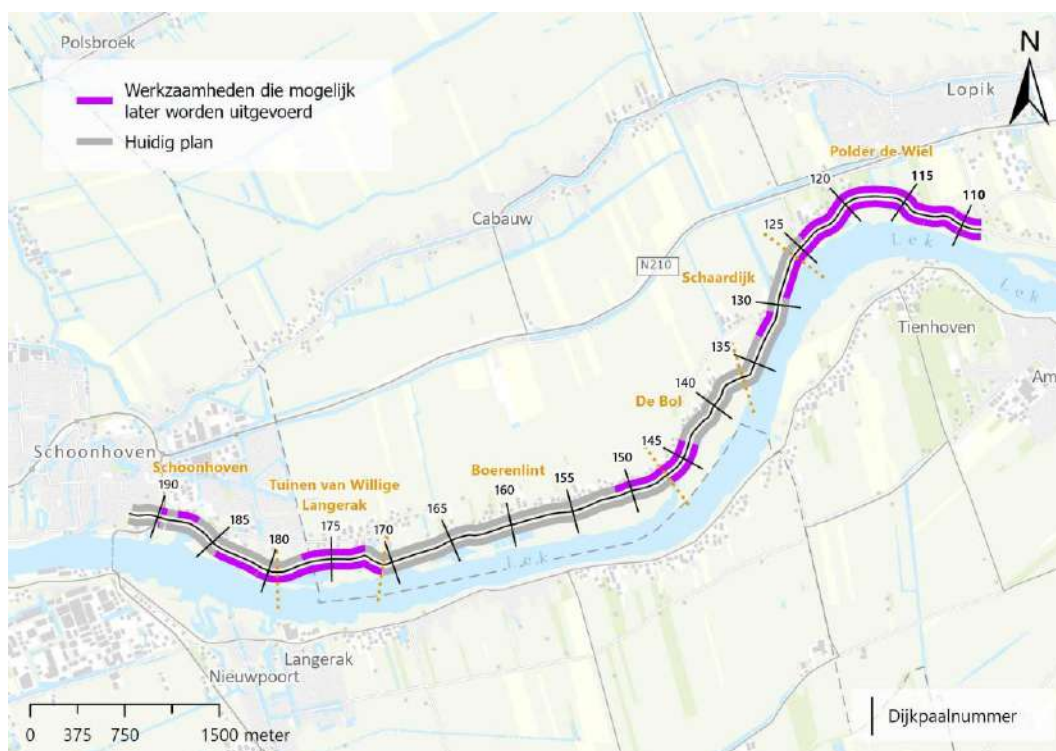 Polsbroek
Werkzaamheden die mogelijk
later worden uitgevoerd
Huidig plan
N
Lopik
Polder de Wiel
120
115
110
Cabauw
125
Lek
N210
Schaardijk
Lek
130
Tienhoven
135
Am
140
De Bol
145
Schoonhoven
Schoonhoven
Boerenlint
150
Tuinen van Willige
Langerak
155
160
190
165
185
175
170
180
Lek
Langerak
Nieuwpoort
0 375 750 1500 meter
Dijkpaalnummer